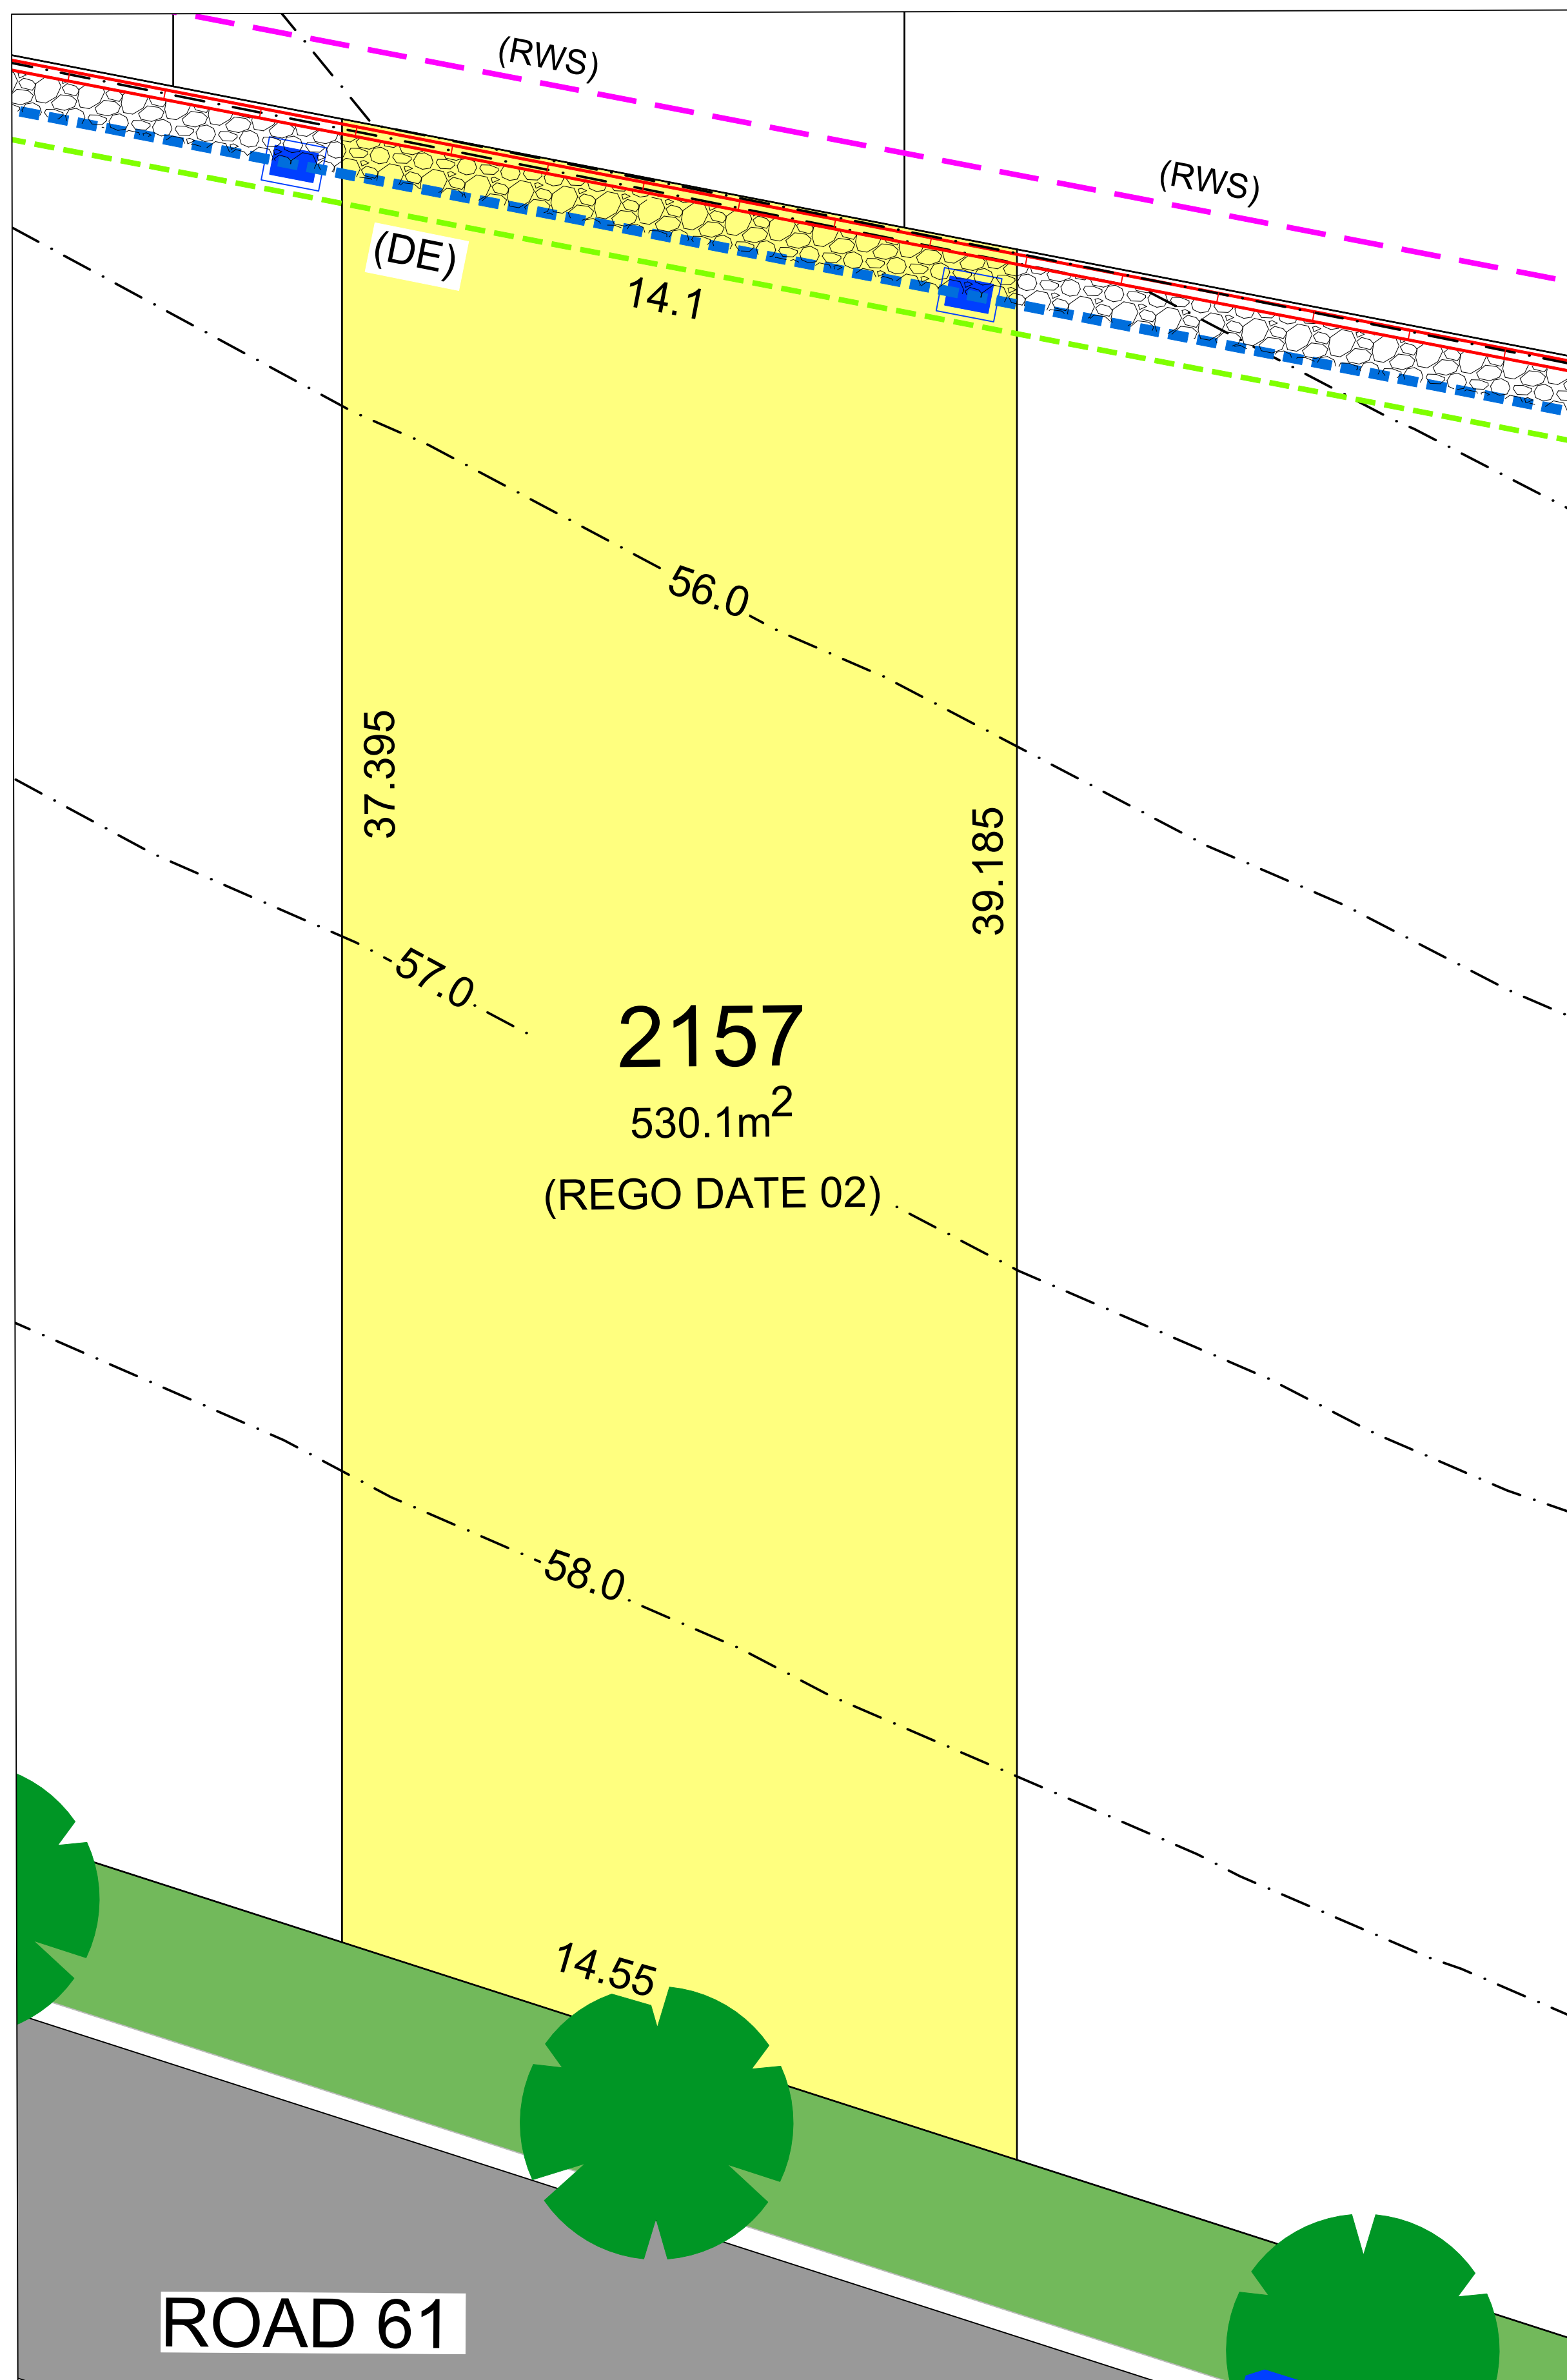 (RWS)
(RWS)
(DE)
14.1
56.0
37.395
39.185
57.0
2157
530.1m²
(REGO DATE 02)
58.0
14.55
ROAD 61